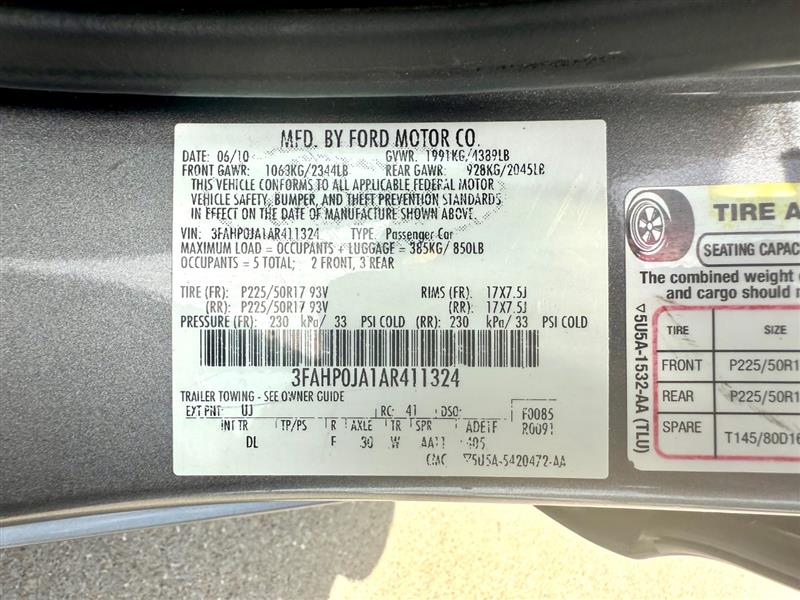 MFD. BY FORD MOTOR CO.
DATE: 06/10 GVWR: 1991KG/4389LB
FRONT GAWR: 1063KG/2344LB REAR GAWR: 928KG/2045LB
THIS VEHICLE CONFORMS TO ALL APPLICABLE FEDERAL MOTOR
VEHICLE SAFETY, BUMPER, AND THEFT PREVENTION STANDARDS
IN EFFECT ON THE DATE OF MANUFACTURE SHOWN ABOVE.
VIN: 3FAHP0JA1AR411324 TYPE: Passenger Car
MAXIMUM LOAD = OCCUPANTS + LUGGAGE = 385KG/ 850LB
OCCUPANTS = 5 TOTAL; 2 FRONT, 3 REAR
TIRE (FR): P225/50R17 93V RIMS (FR): 17X7.5J
(RR): P225/50R17 93V (RR): 17X7.5J
PRESSURE (FR): 230 kPa/ 33 PSI COLD (RR): 230 kPa/ 33 PSI COLD
3FAHP0JA1AR411324
TRAILER TOWING - SEE OWNER GUIDE
EXT PNT: UJ RC: 41 DSO: F0085
INT TR TP/PS R AXLE TR SPR R0091
DL F 30 W
5U5A-5420472-AA
TIRE A
SEATING CAPAC
The combined weight
and cargo should
TIRE SIZE
FRONT P225/50R1
REAR P225/50R1
SPARE T145/80D16
5U5A-1532-AA (TLU)